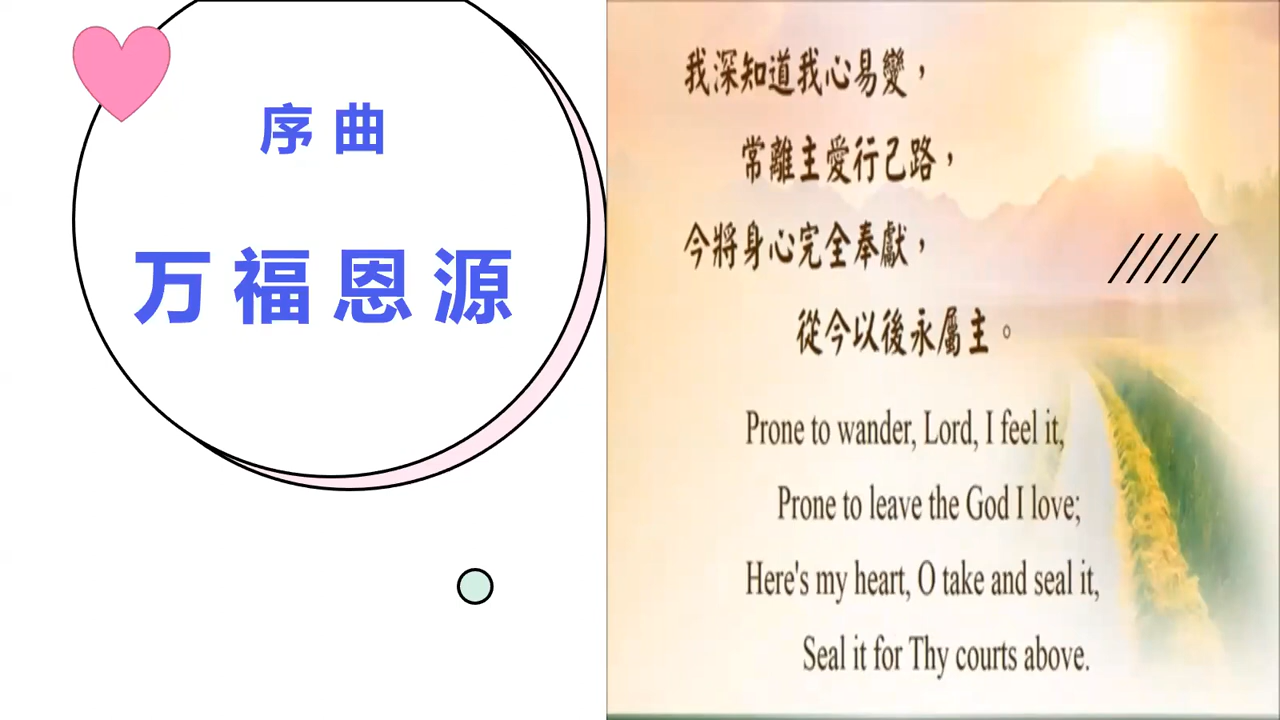 序曲
万福恩源
我深知道我心易變，
常離主愛行己路，
今將身心完全奉獻，
從今以後永屬主。
Prone to wander, Lord, I feel it,
Prone to leave the God I love;
Here's my heart, O take and seal it,
Seal it for Thy courts above.